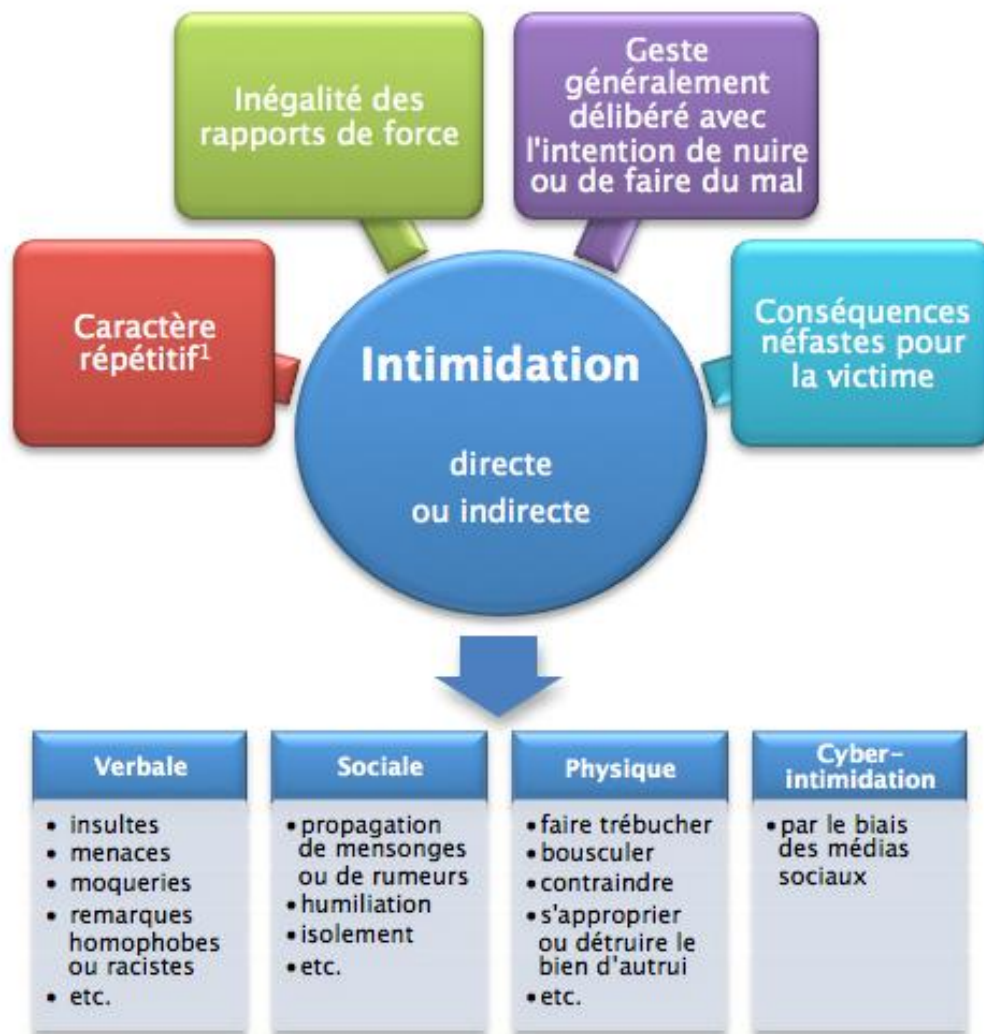 Inégalité des
rapports de force
Geste
généralement
délibéré avec
l'intention de nuire
ou de faire du mal
Caractère
répétitif¹
Conséquences
néfastes pour
la victime
Intimidation
directe
ou indirecte
Verbale
• insultes
• menaces
• moqueries
• remarques
homophobes
ou racistes
• etc.
Sociale
• propagation
de mensonges
ou de rumeurs
• humiliation
• isolement
• etc.
Physique
• faire trébucher
• bousculer
• contraindre
• s'approprier
ou détruire le
bien d'autrui
• etc.
Cyber-
intimidation
• par le biais
des médias
sociaux